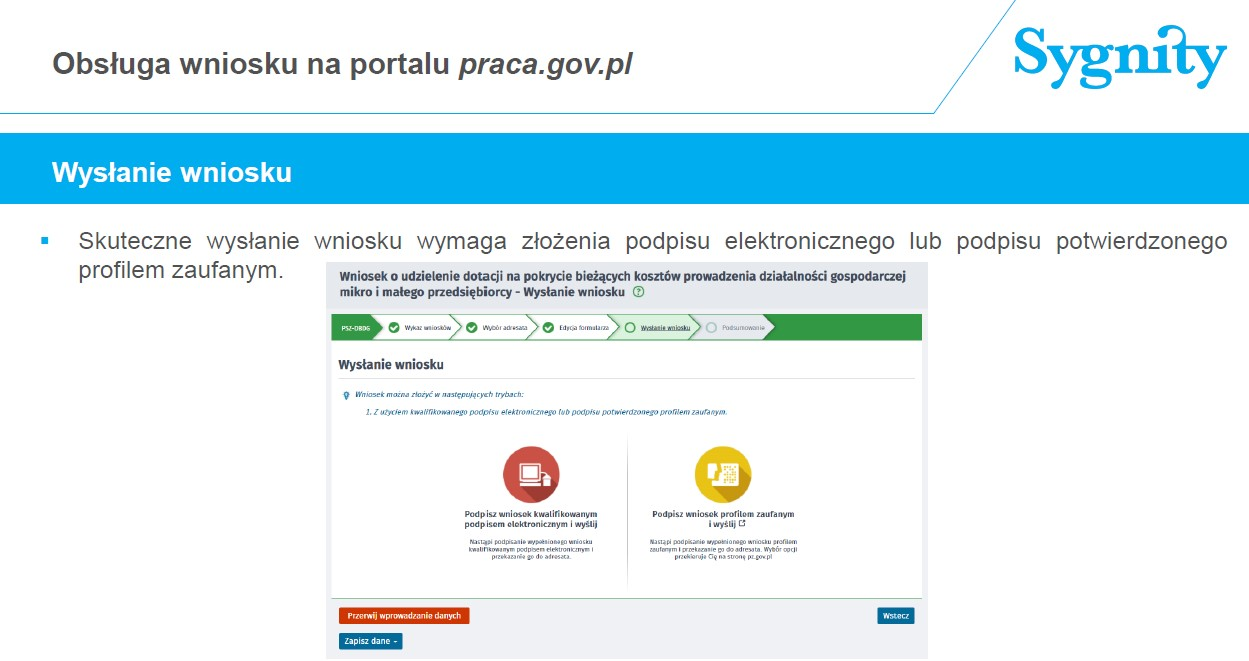 Obsługa wniosku na portalu praca.gov.pl
Sygnity
Wysłanie wniosku
Skuteczne wysłanie wniosku wymaga złożenia podpisu elektronicznego lub podpisu potwierdzonego
profilem zaufanym.
Wniosek o udzielenie dotacji na pokrycie bieżących kosztów prowadzenia działalności gospodarczej
mikro i małego przedsiębiorcy - Wysłanie wniosku
PSZ-DBDG Wykaz wniosków Wybór adresata Edycja formularza Wysłanie wniosku Podsumowanie
Wysłanie wniosku
Wniosek można złożyć w następujących trybach:
1. Z użyciem kwalifikowanego podpisu elektronicznego lub podpisu potwierdzonego profilem zaufanym.
Podpisz wniosek kwalifikowanym
podpisem elektronicznym i wyślij
Nastąpi podpisanie wypełnionego wniosku
kwalifikowanym podpisem elektronicznym i
przekazanie go do adresata.
Podpisz wniosek profilem zaufanym
i wyślij
Nastąpi podpisanie wypełnionego wniosku profilem
zaufanym i przekazanie go do adresata. Wybór opcji
przekieruje Cię na stronę pz.gov.pl
Przerwij wprowadzanie danych
Wstecz
Zapisz dane